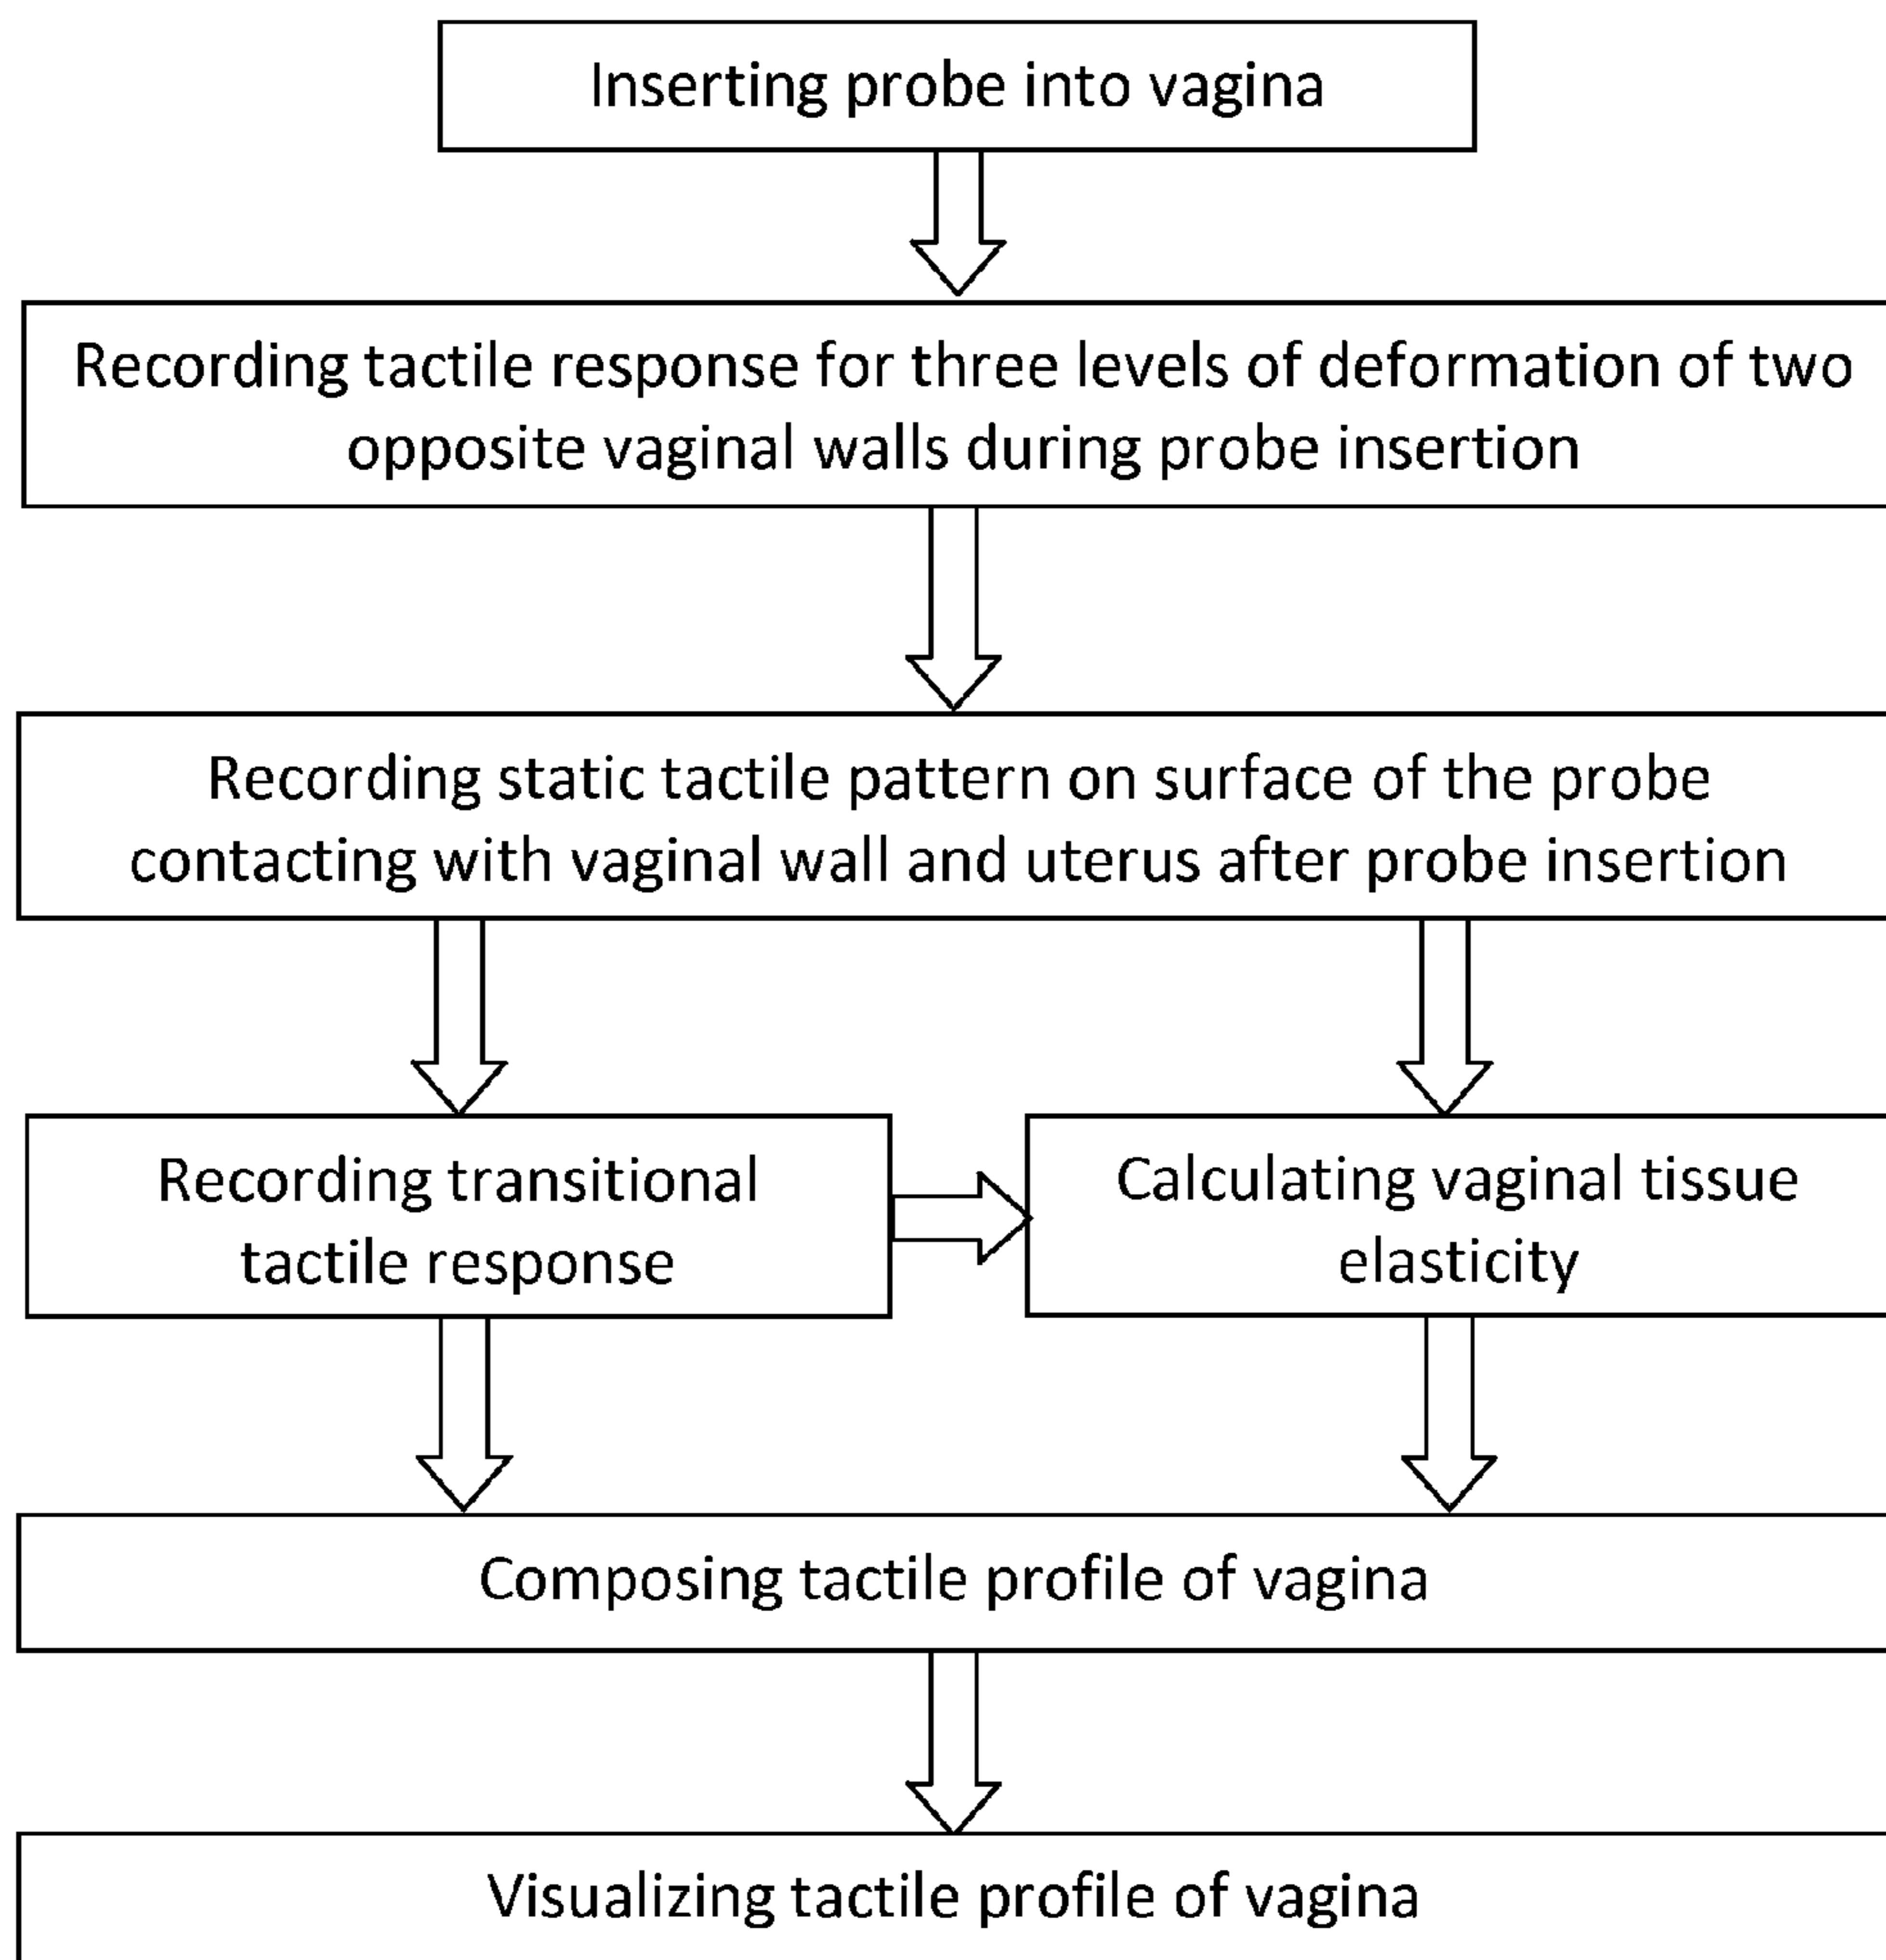 Inserting probe into vagina
Recording tactile response for three levels of deformation of two
opposite vaginal walls during probe insertion
Recording static tactile pattern on surface of the probe
contacting with vaginal wall and uterus after probe insertion
Recording transitional
tactile response
Calculating vaginal tissue
elasticity
Composing tactile profile of vagina
Visualizing tactile profile of vagina